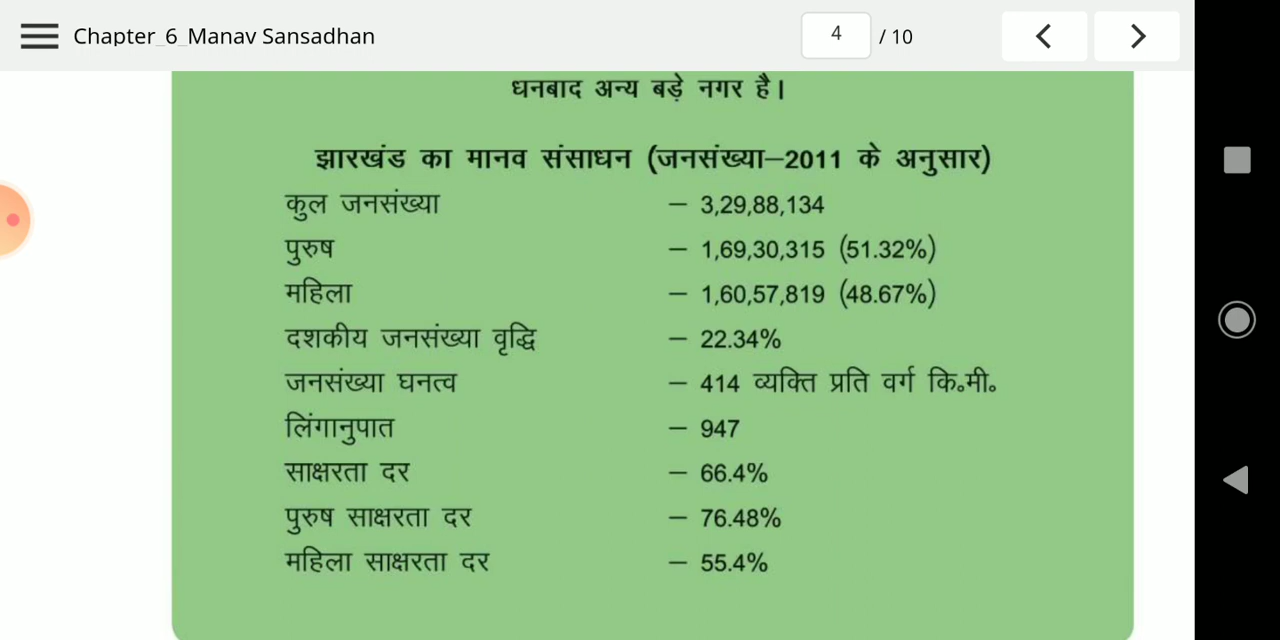 Chapter_6_Manav Sansadhan
4 / 10
धनबाद अन्य बड़े नगर है।
झारखंड का मानव संसाधन (जनसंख्या–2011 के अनुसार)
कुल जनसंख्या – 3,29,88,134
पुरुष – 1,69,30,315 (51.32%)
महिला – 1,60,57,819 (48.67%)
दशकीय जनसंख्या वृद्धि – 22.34%
जनसंख्या घनत्व – 414 व्यक्ति प्रति वर्ग कि॰मी॰
लिंगानुपात – 947
साक्षरता दर – 66.4%
पुरुष साक्षरता दर – 76.48%
महिला साक्षरता दर – 55.4%